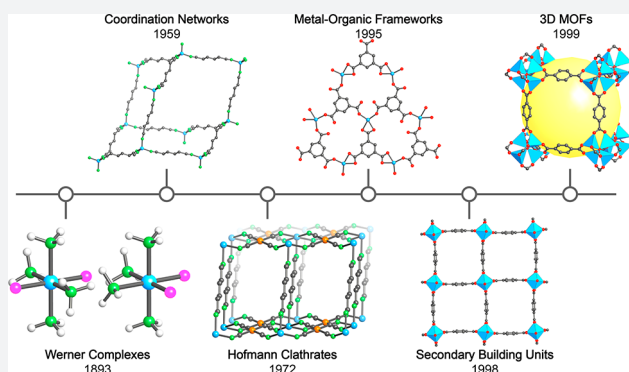 Coordination Networks
1959
Metal-Organic Frameworks
1995
3D MOFs
1999
Werner Complexes
1893
Hofmann Clathrates
1972
Secondary Building Units
1998